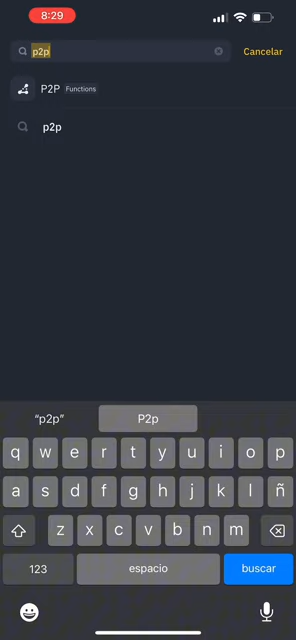 8:29
p2p
Cancelar
P2P Functions
p2p
“p2p”
P2p
q w e r t y u i o p
a s d f g h j k l ñ
z x c v b n m
123 espacio buscar